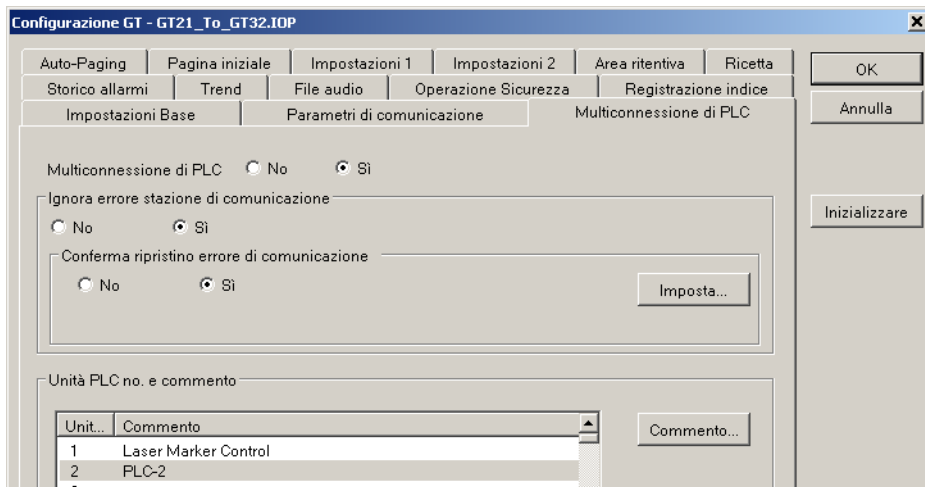 Configurazione GT - GT21_To_GT32.IOP
Auto-Paging Pagina iniziale Impostazioni 1 Impostazioni 2 Area ritentiva Ricetta
Storico allarmi Trend File audio Operazione Sicurezza Registrazione indice
Impostazioni Base Parametri di comunicazione Multiconnessione di PLC
OK
Annulla
Inizializzare
Multiconnessione di PLC No Sì
Ignora errore stazione di comunicazione
No Sì
Conferma ripristino errore di comunicazione
No Sì
Imposta...
Unità PLC no. e commento
Unit... Commento
1 Laser Marker Control
2 PLC-2
Commento...